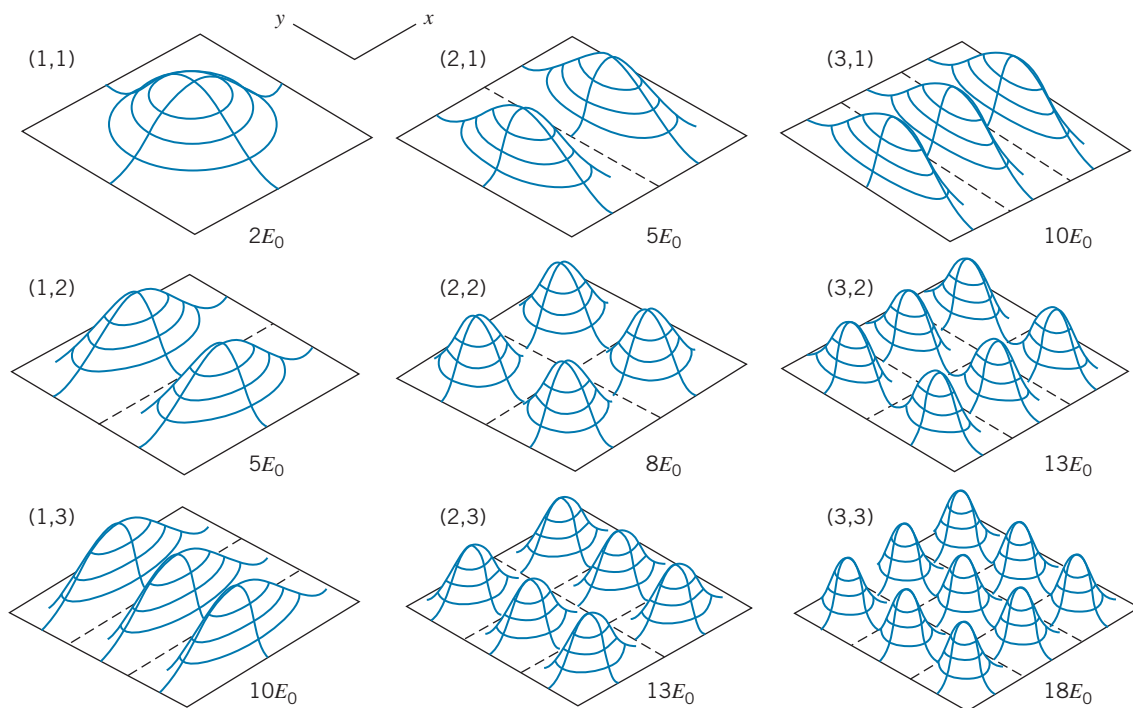 y x
(1,1) (2,1) (3,1)
2E₀ 5E₀ 10E₀
(1,2) (2,2) (3,2)
5E₀ 8E₀ 13E₀
(1,3) (2,3) (3,3)
10E₀ 13E₀ 18E₀